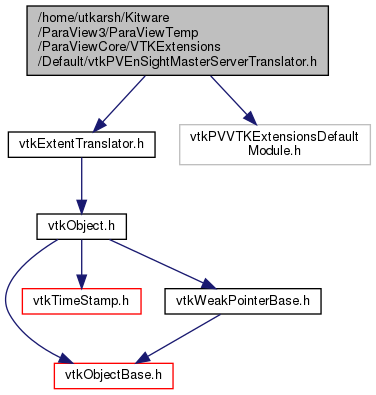 /home/utkarsh/Kitware
/ParaView3/ParaViewTemp
/ParaViewCore/VTKExtensions
/Default/vtkPVEnSightMasterServerTranslator.h
vtkExtentTranslator.h
vtkPVVTKExtensionsDefault
Module.h
vtkObject.h
vtkTimeStamp.h
vtkWeakPointerBase.h
vtkObjectBase.h